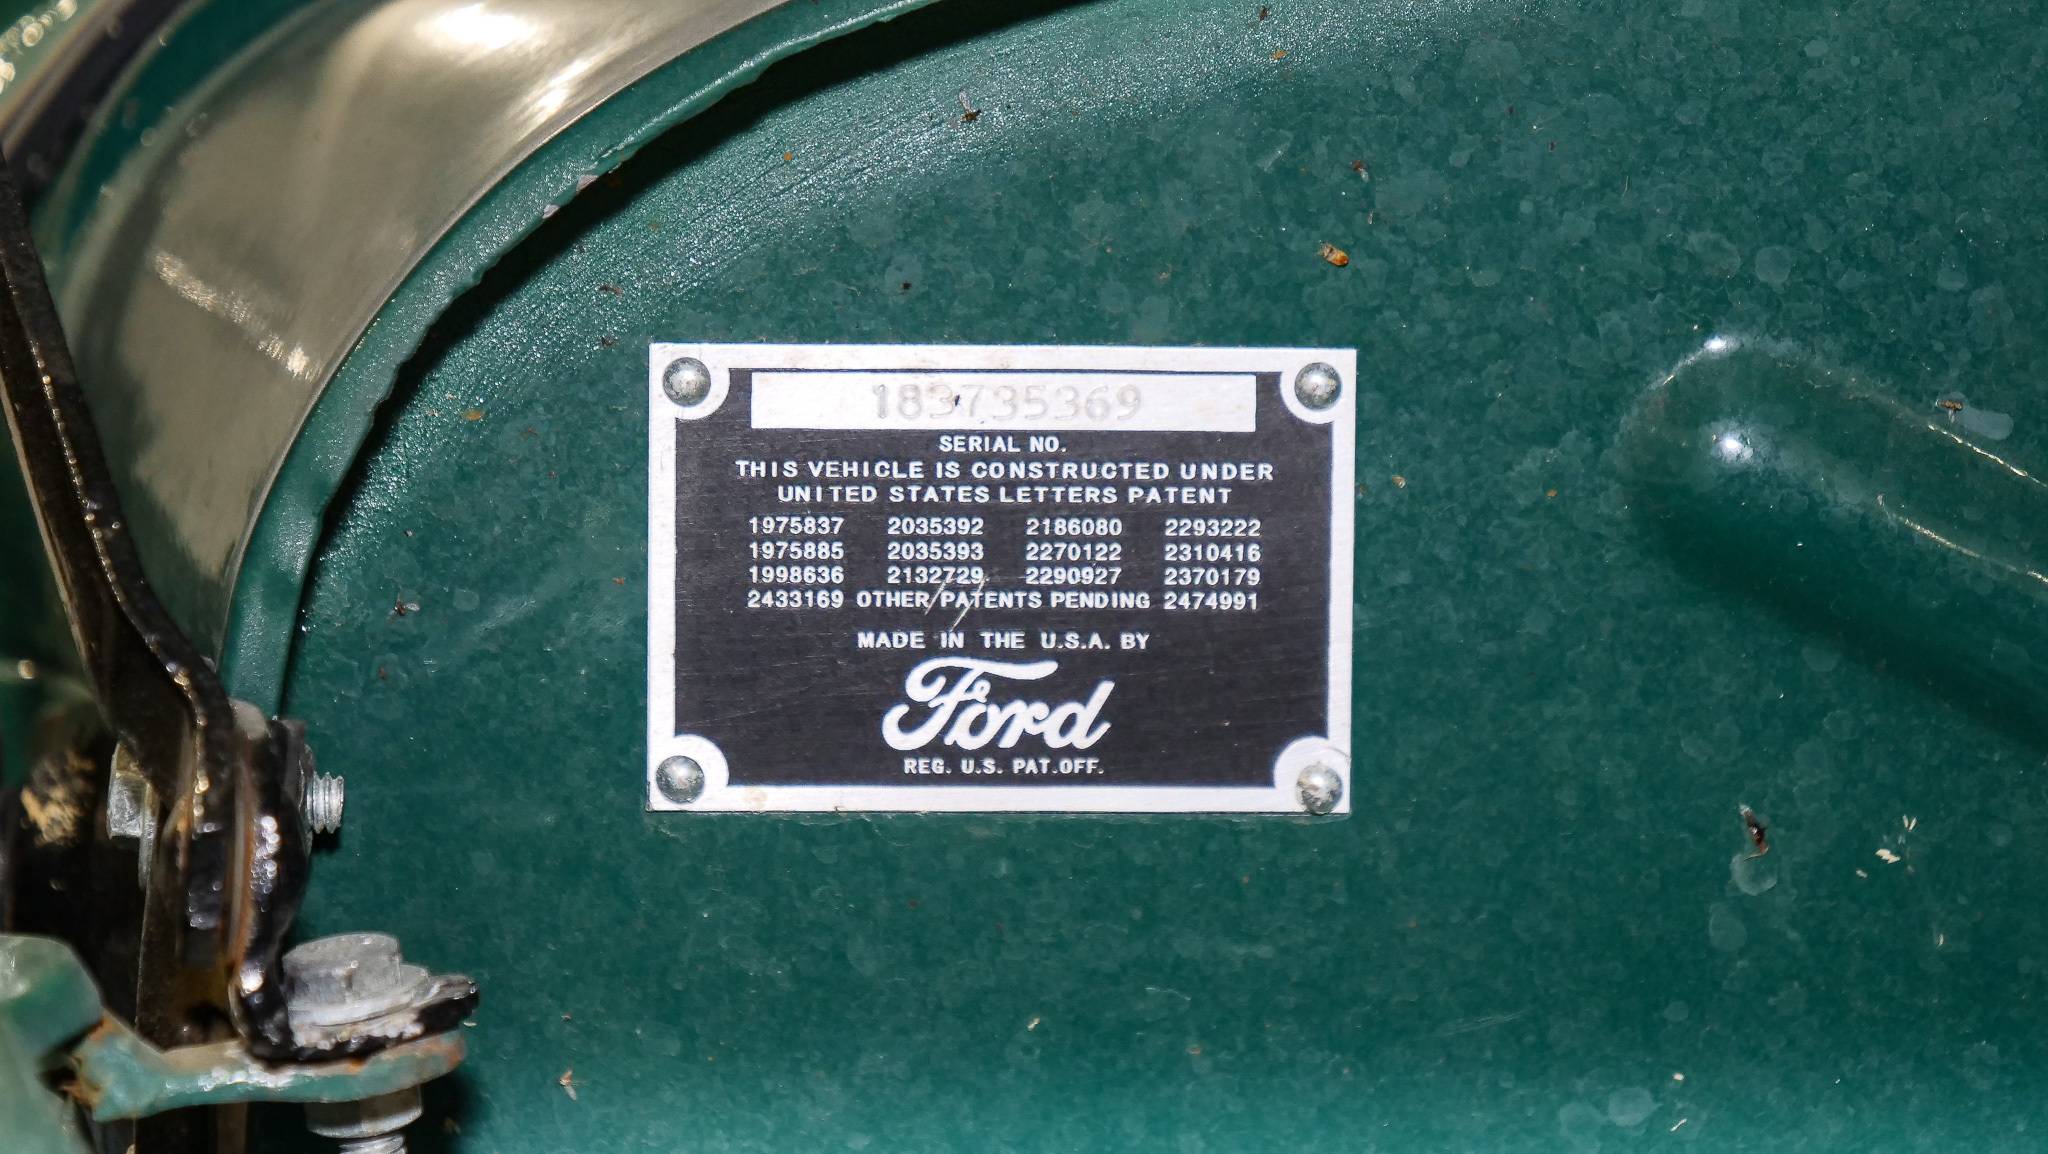 183735369
SERIAL NO.
THIS VEHICLE IS CONSTRUCTED UNDER
UNITED STATES LETTERS PATENT
1975837 2035392 2186080 2293222
1975885 2035393 2270122 2310416
1998636 2132729 2290927 2370179
2433169 OTHER PATENTS PENDING 2474991
MADE IN THE U.S.A. BY
Ford
REG. U.S. PAT.OFF.